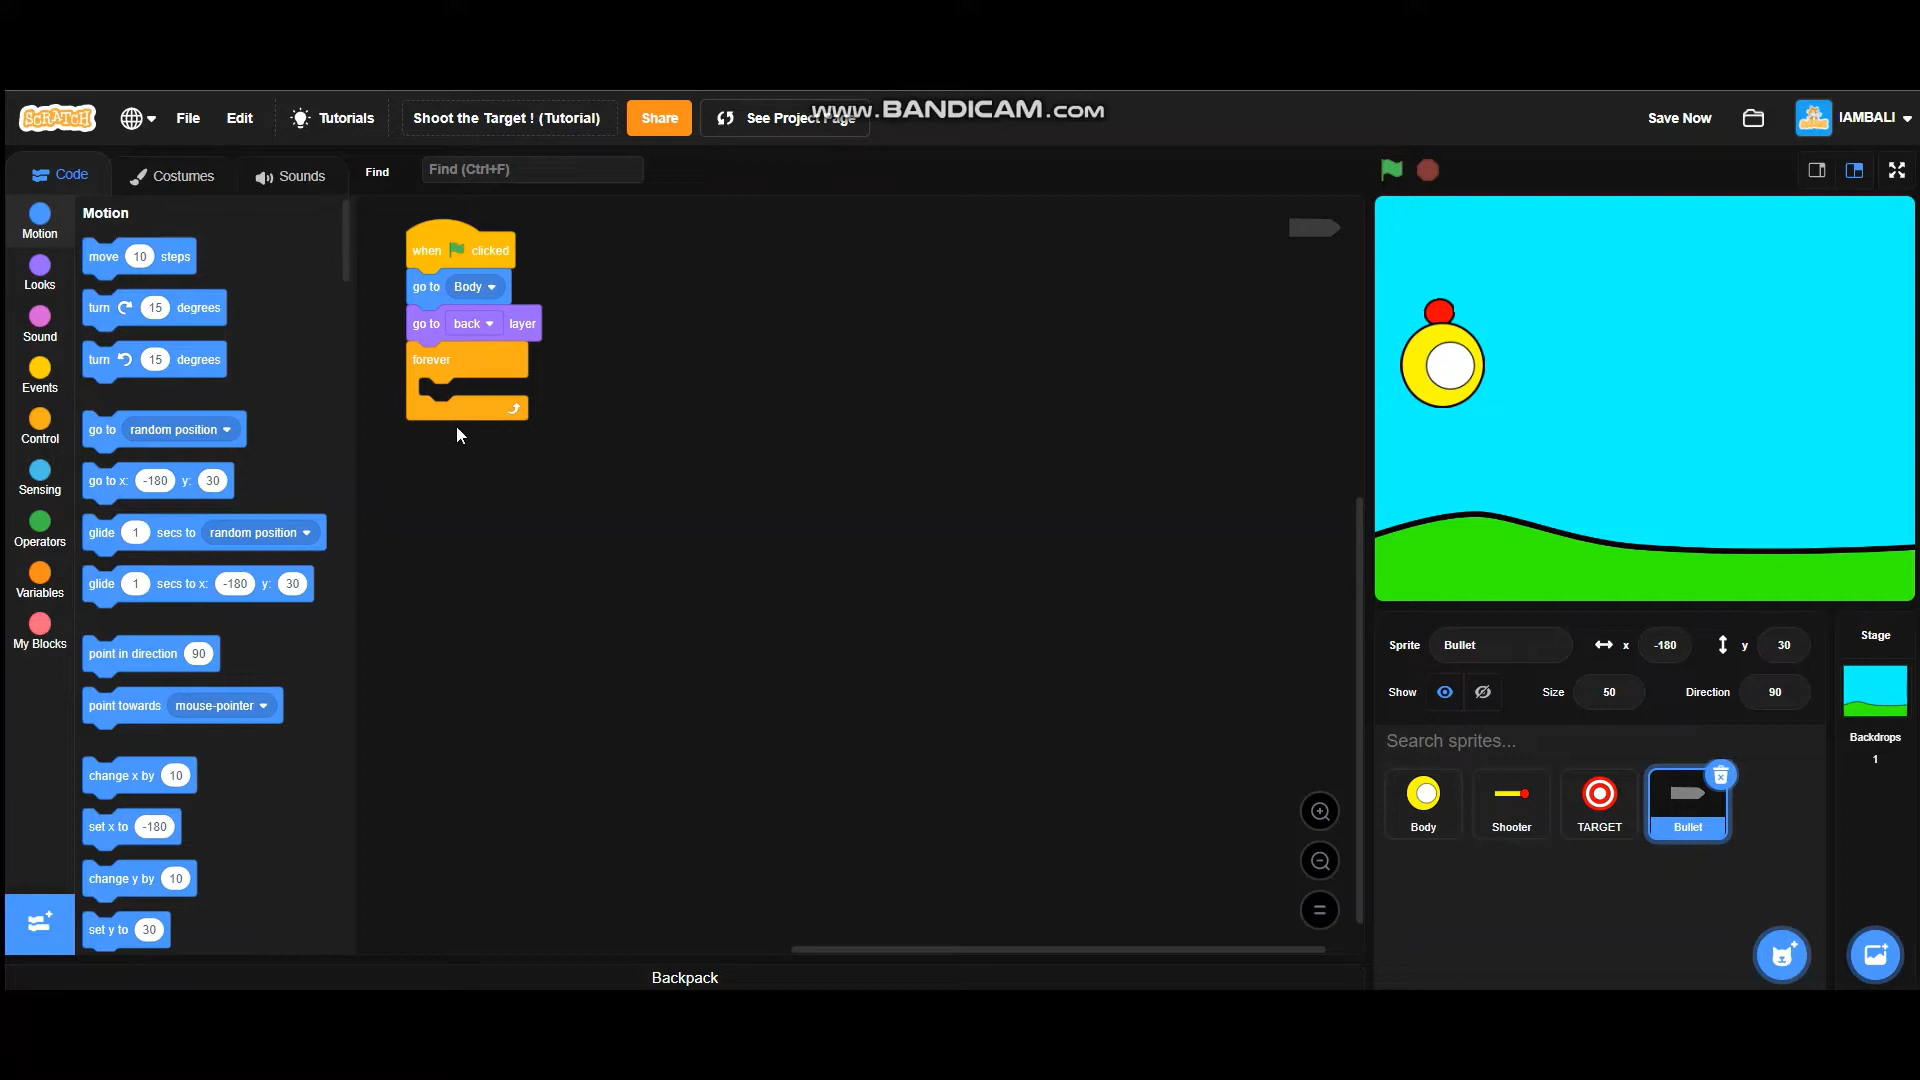 www.BANDICAM.com
SCRATCH
File
Edit
Tutorials
Shoot the Target ! (Tutorial)
Share
See Project Page
Save Now
IAMBALI
Code
Costumes
Sounds
Find
Find (Ctrl+F)
Motion
Looks
Sound
Events
Control
Sensing
Operators
Variables
My Blocks
Motion
move 10 steps
turn 15 degrees
turn 15 degrees
go to random position
go to x: -180 y: 30
glide 1 secs to random position
glide 1 secs to x: -180 y: 30
point in direction 90
point towards mouse-pointer
change x by 10
set x to -180
change y by 10
set y to 30
when clicked
go to Body
go to back layer
forever
Backpack
Sprite Bullet x -180 y 30
Show Size 50 Direction 90
Search sprites...
Body
Shooter
TARGET
Bullet
Stage
Backdrops
1